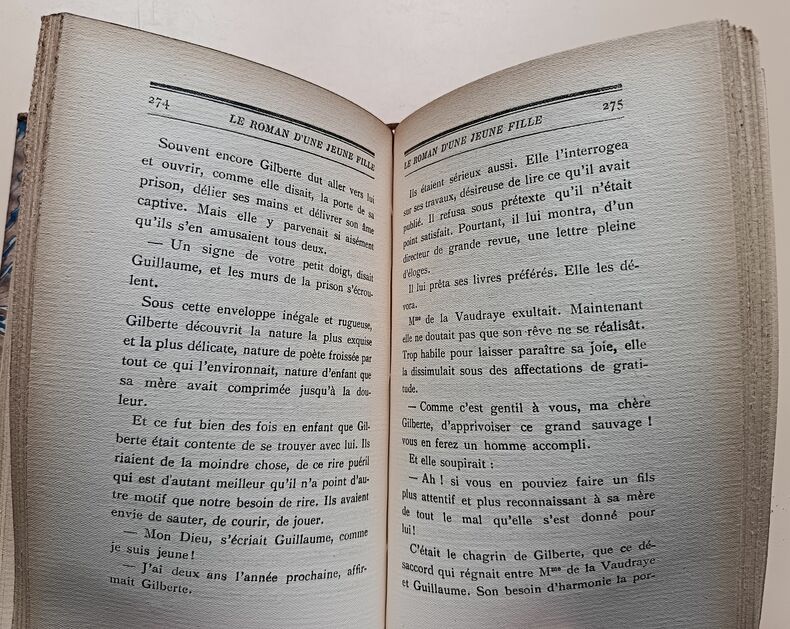 274
LE ROMAN D'UNE JEUNE FILLE
Souvent encore Gilberte dut aller vers lui
et ouvrir, comme elle disait, la porte de sa
prison, délier ses mains et délivrer son âme
captive. Mais elle y parvenait si aisément
qu'ils s'en amusaient tous deux.
— Un signe de votre petit doigt, disait
Guillaume, et les murs de la prison s'écrou-
lent.
Sous cette enveloppe inégale et rugueuse,
Gilberte découvrit la nature la plus exquise
et la plus délicate, nature de poète froissée par
tout ce qui l'environnait, nature d'enfant que
sa mère avait comprimée jusqu'à la dou-
leur.
Et ce fut bien des fois en enfant que Gil-
berte était contente de se trouver avec lui. Ils
riaient de la moindre chose, de ce rire puéril
qui est d'autant meilleur qu'il n'a point d'au-
tre motif que notre besoin de rire. Ils avaient
envie de sauter, de courir, de jouer.
— Mon Dieu, s'écriait Guillaume, comme
je suis jeune !
— J'ai deux ans l'année prochaine, affir-
mait Gilberte.
275
LE ROMAN D'UNE JEUNE FILLE
Ils étaient sérieux aussi. Elle l'interrogea
sur ses travaux, désireuse de lire ce qu'il avait
publié. Il refusa sous prétexte qu'il n'était
point satisfait. Pourtant, il lui montra, d'un
directeur de grande revue, une lettre pleine
d'éloges.
Il lui prêta ses livres préférés. Elle les dé-
vora.
Mme de la Vaudraye exultait. Maintenant
elle ne doutait pas que son rêve ne se réalisât.
Trop habile pour laisser paraître sa joie, elle
la dissimulait sous des affectations de grati-
tude.
— Comme c'est gentil à vous, ma chère
Gilberte, d'apprivoiser ce grand sauvage !
vous en ferez un homme accompli.
Et elle soupirait :
— Ah ! si vous en pouviez faire un fils
plus attentif et plus reconnaissant à sa mère
de tout le mal qu'elle s'est donné pour
lui !
C'était le chagrin de Gilberte, que ce dé-
saccord qui régnait entre Mme de la Vaudraye
et Guillaume. Son besoin d'harmonie la por-